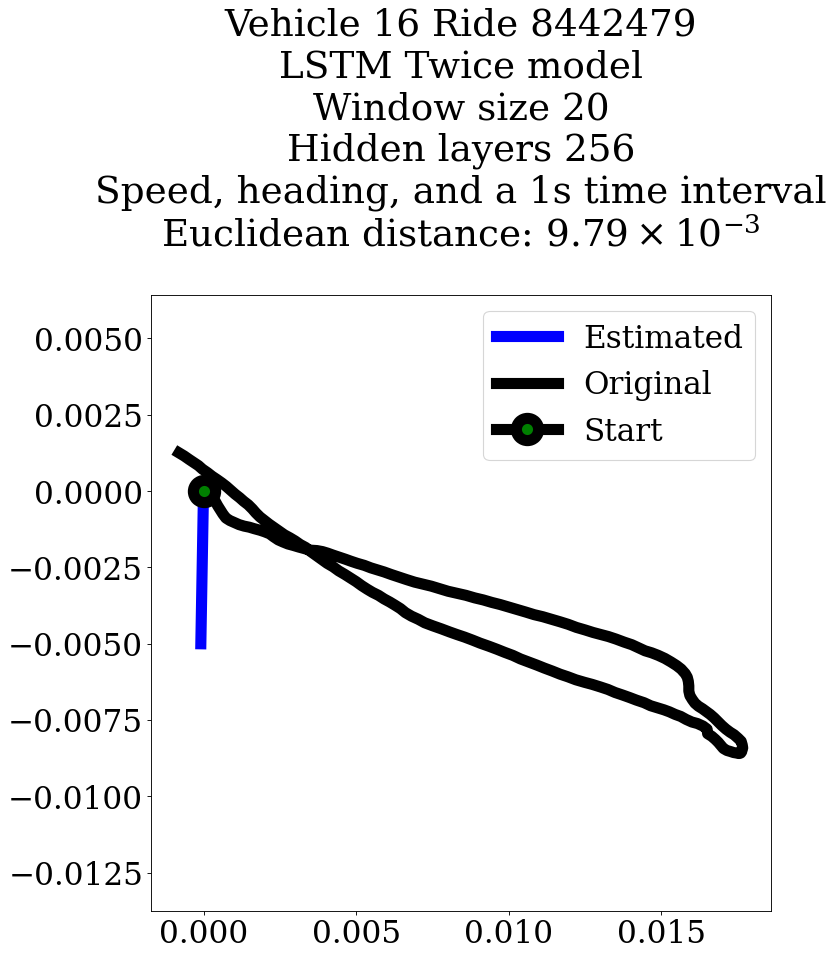 Vehicle 16 Ride 8442479
LSTM Twice model
Window size 20
Hidden layers 256
Speed, heading, and a 1s time interval
Euclidean distance: 9.79 × 10⁻³
Estimated
Original
Start
0.0050
0.0025
0.0000
−0.0025
−0.0050
−0.0075
−0.0100
−0.0125
0.000 0.005 0.010 0.015